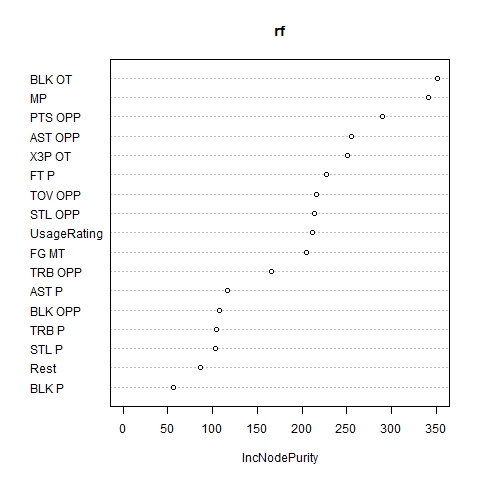 rf
BLK OT
MP
PTS OPP
AST OPP
X3P OT
FT P
TOV OPP
STL OPP
UsageRating
FG MT
TRB OPP
AST P
BLK OPP
TRB P
STL P
Rest
BLK P
0 50 100 150 200 250 300 350
IncNodePurity